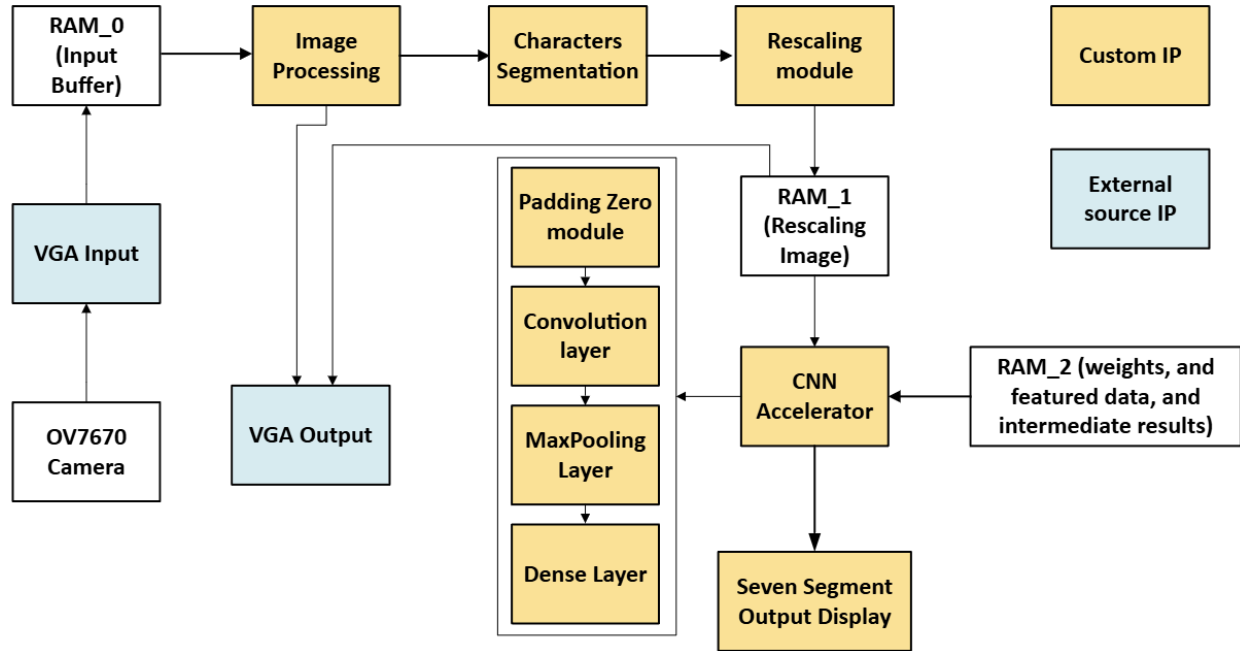 RAM_0
(Input
Buffer)
Image
Processing
Characters
Segmentation
Rescaling
module
Custom IP
Padding Zero
module
RAM_1
(Rescaling
Image)
External
source IP
VGA Input
Convolution
layer
CNN
Accelerator
RAM_2 (weights, and
featured data, and
intermediate results)
OV7670
Camera
VGA Output
MaxPooling
Layer
Dense Layer
Seven Segment
Output Display